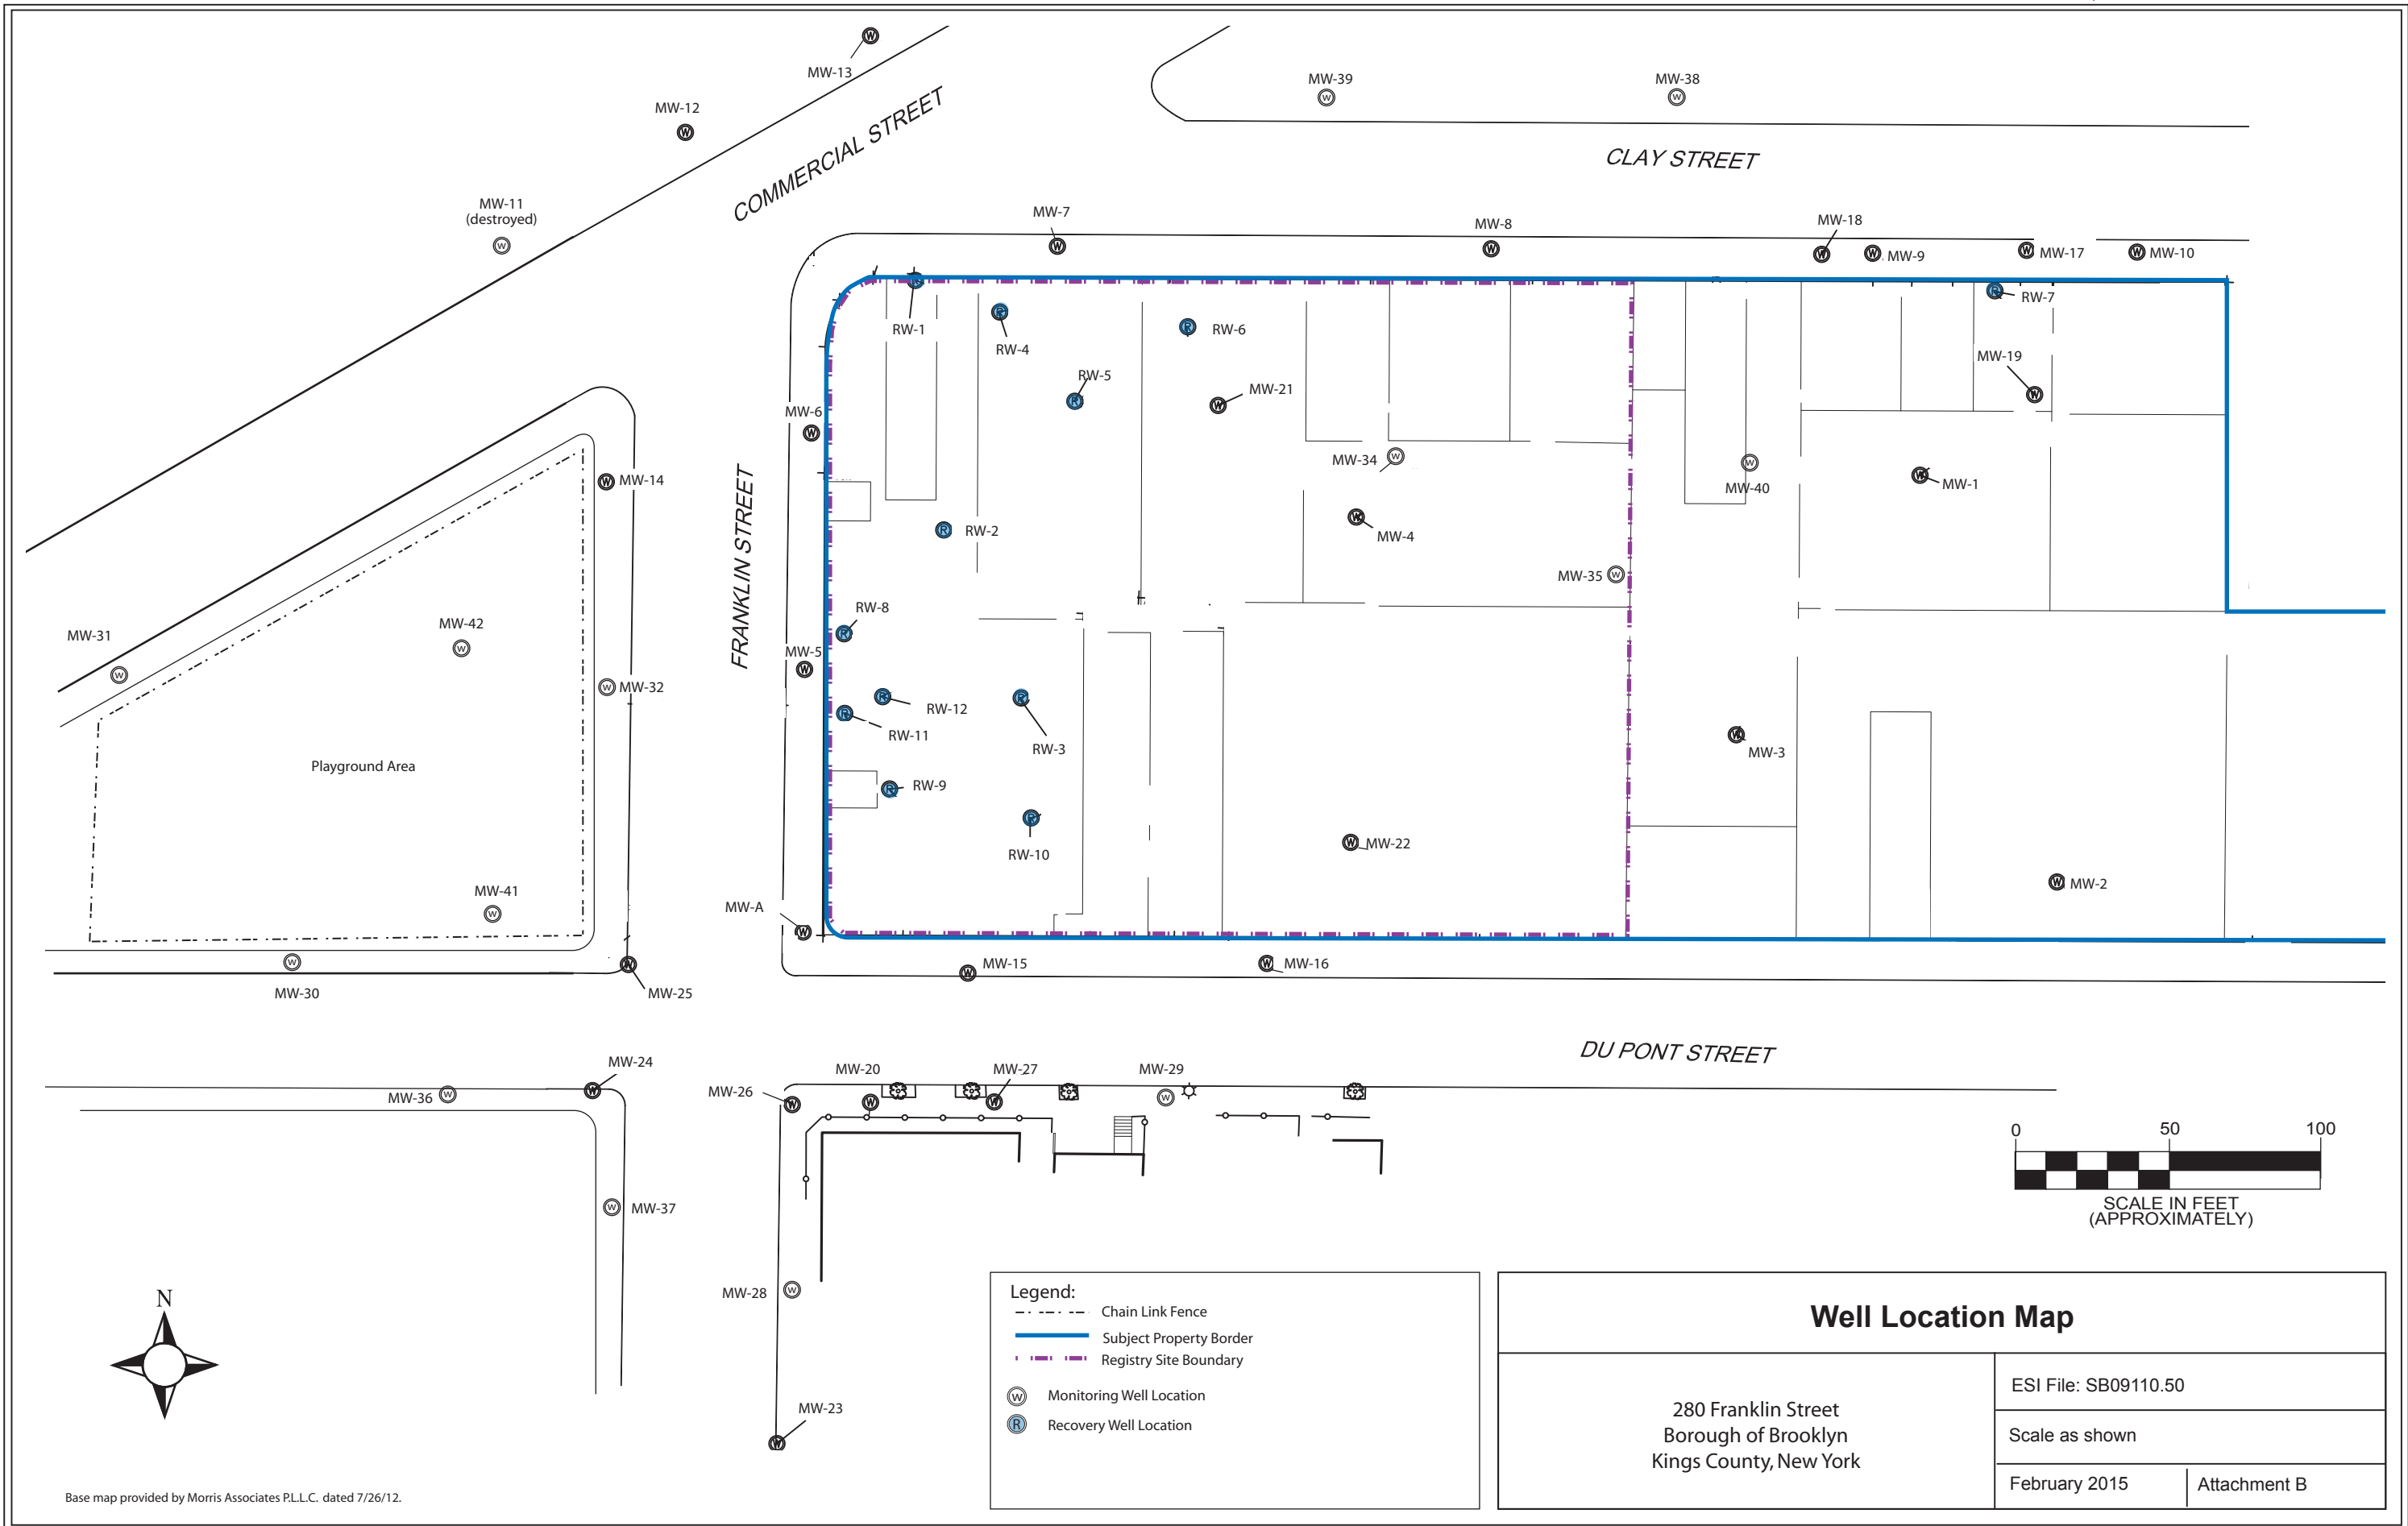 MW-13
MW-39
MW-38
MW-12
COMMERCIAL STREET
CLAY STREET
MW-11
(destroyed)
MW-7
MW-8
MW-18
MW-9
MW-17
MW-10
RW-1
RW-4
RW-6
RW-7
MW-19
RW-5
MW-21
MW-6
MW-34
MW-14
MW-40
MW-1
FRANKLIN STREET
RW-2
MW-4
MW-35
RW-8
MW-42
MW-31
MW-5
MW-32
RW-12
RW-11
RW-3
MW-3
Playground Area
RW-9
RW-10
MW-22
MW-2
MW-41
MW-A
MW-15
MW-16
MW-30
MW-25
DU PONT STREET
MW-24
MW-20
MW-27
MW-29
MW-26
MW-36
0 50 100
SCALE IN FEET
(APPROXIMATELY)
MW-37
MW-28
MW-23
N
Legend:
Chain Link Fence
Subject Property Border
Registry Site Boundary
W Monitoring Well Location
R Recovery Well Location
Well Location Map
280 Franklin Street
Borough of Brooklyn
Kings County, New York
ESI File: SB09110.50
Scale as shown
February 2015
Attachment B
Base map provided by Morris Associates P.L.L.C. dated 7/26/12.